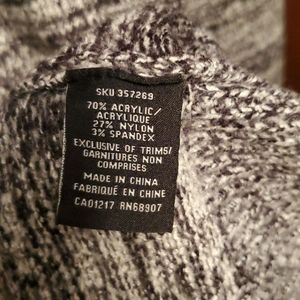 SKU 357269
70% ACRYLIC/
ACRYLIQUE
27% NYLON
3% SPANDEX
EXCLUSIVE OF TRIMS/
GARNITURES NON
COMPRISES
MADE IN CHINA
FABRIQUÉ EN CHINE
CA01217 RN68907